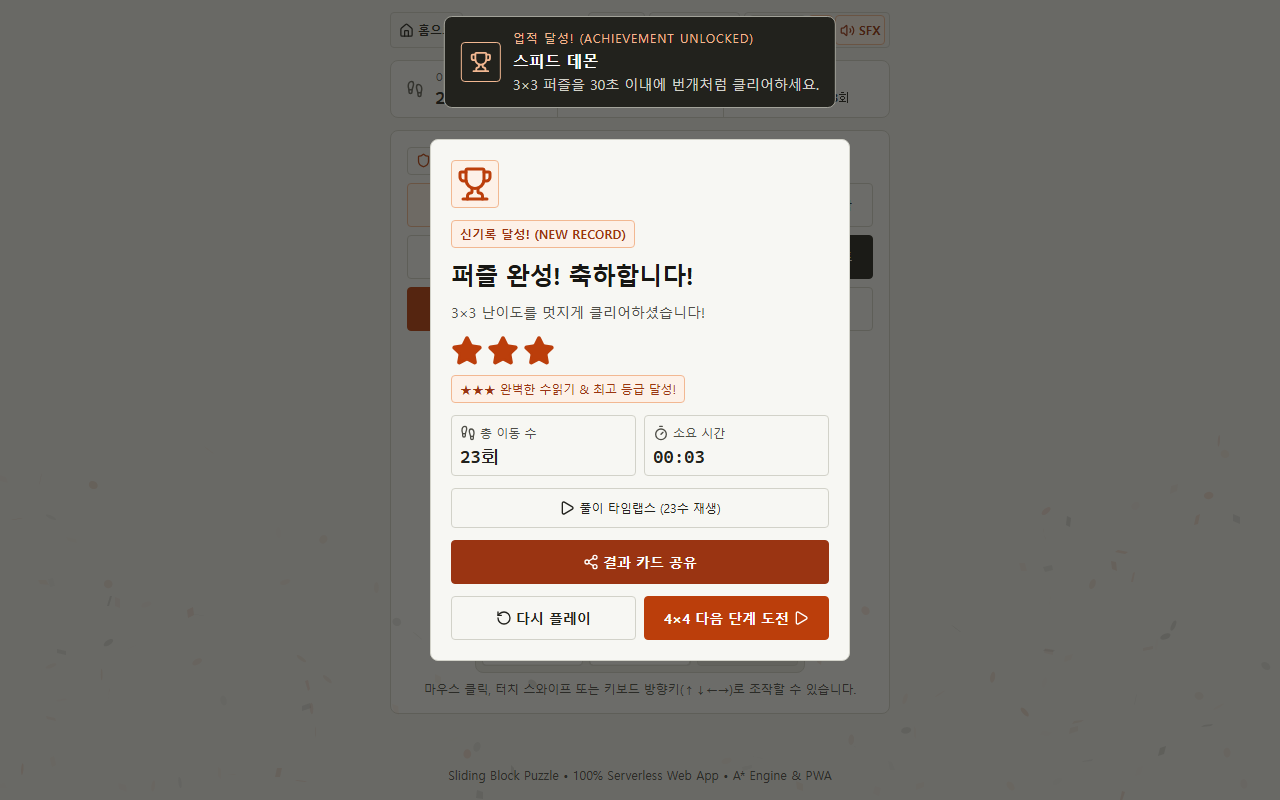 업적 달성! (ACHIEVEMENT UNLOCKED)
스피드 데몬
3×3 퍼즐을 30초 이내에 번개처럼 클리어하세요.
SFX
신기록 달성! (NEW RECORD)
퍼즐 완성! 축하합니다!
3×3 난이도를 멋지게 클리어하셨습니다!
★★★ 완벽한 수읽기 & 최고 등급 달성!
총 이동 수
23회
소요 시간
00:03
풀이 타임랩스 (23수 재생)
결과 카드 공유
다시 플레이
4×4 다음 단계 도전
마우스 클릭, 터치 스와이프 또는 키보드 방향키(↑↓←→)로 조작할 수 있습니다.
Sliding Block Puzzle • 100% Serverless Web App • A* Engine & PWA